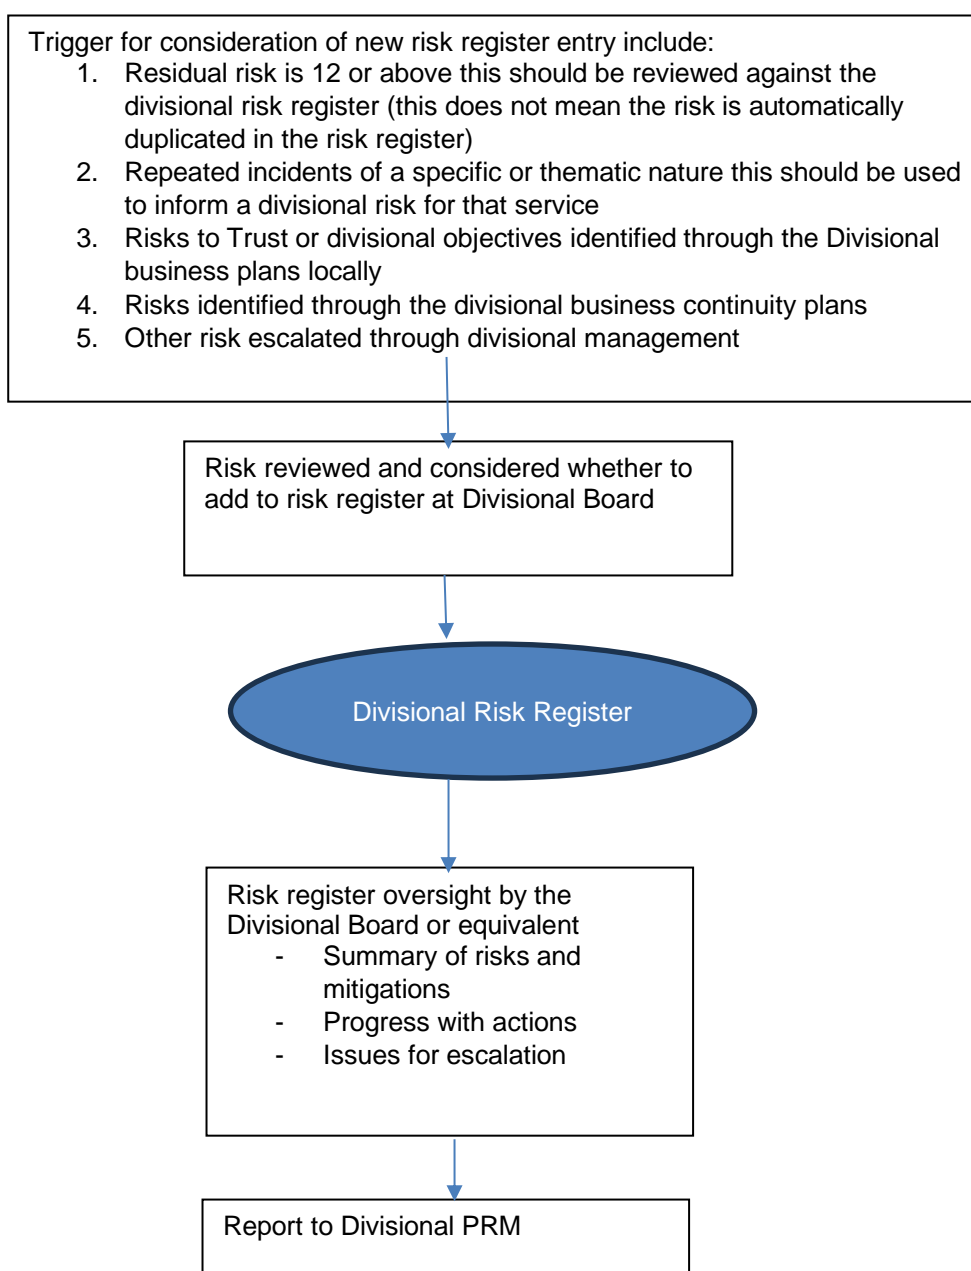 Trigger for consideration of new risk register entry include:
1. Residual risk is 12 or above this should be reviewed against the
divisional risk register (this does not mean the risk is automatically
duplicated in the risk register)
2. Repeated incidents of a specific or thematic nature this should be used
to inform a divisional risk for that service
3. Risks to Trust or divisional objectives identified through the Divisional
business plans locally
4. Risks identified through the divisional business continuity plans
5. Other risk escalated through divisional management
Risk reviewed and considered whether to
add to risk register at Divisional Board
Divisional Risk Register
Risk register oversight by the
Divisional Board or equivalent
- Summary of risks and
mitigations
- Progress with actions
- Issues for escalation
Report to Divisional PRM